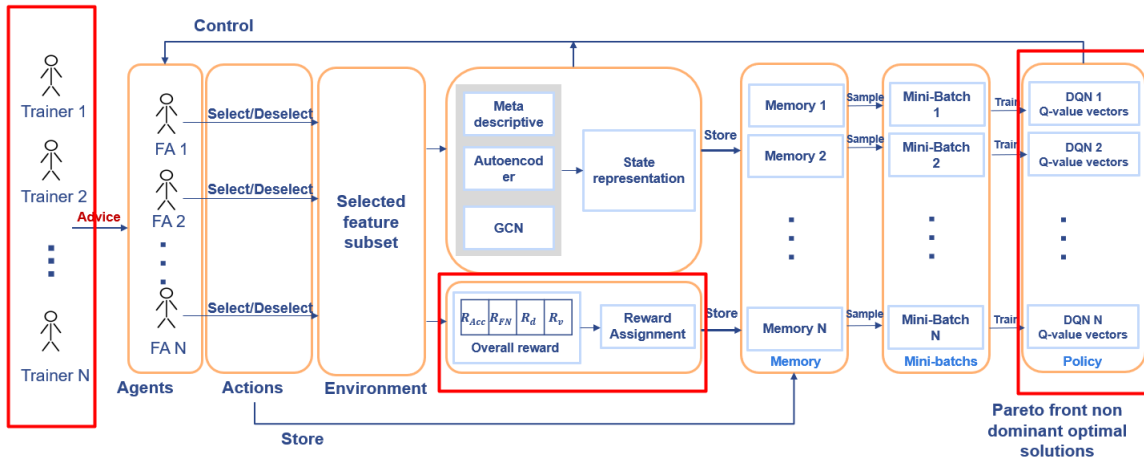 Control
Trainer 1
Trainer 2
Trainer N
Advice
FA 1
FA 2
FA N
Agents
Select/Deselect
Select/Deselect
Select/Deselect
Actions
Selected
feature
subset
Environment
Meta
descriptive
Autoencod
er
GCN
State
representation
R_Acc R_FN R_d R_v
Overall reward
Reward
Assignment
Store
Store
Memory 1
Memory 2
Memory N
Memory
Sample
Sample
Sample
Mini-Batch
1
Mini-Batch
2
Mini-Batch
N
Mini-batchs
Train
Train
Train
DQN 1
Q-value vectors
DQN 2
Q-value vectors
DQN N
Q-value vectors
Policy
Store
Pareto front non
dominant optimal
solutions